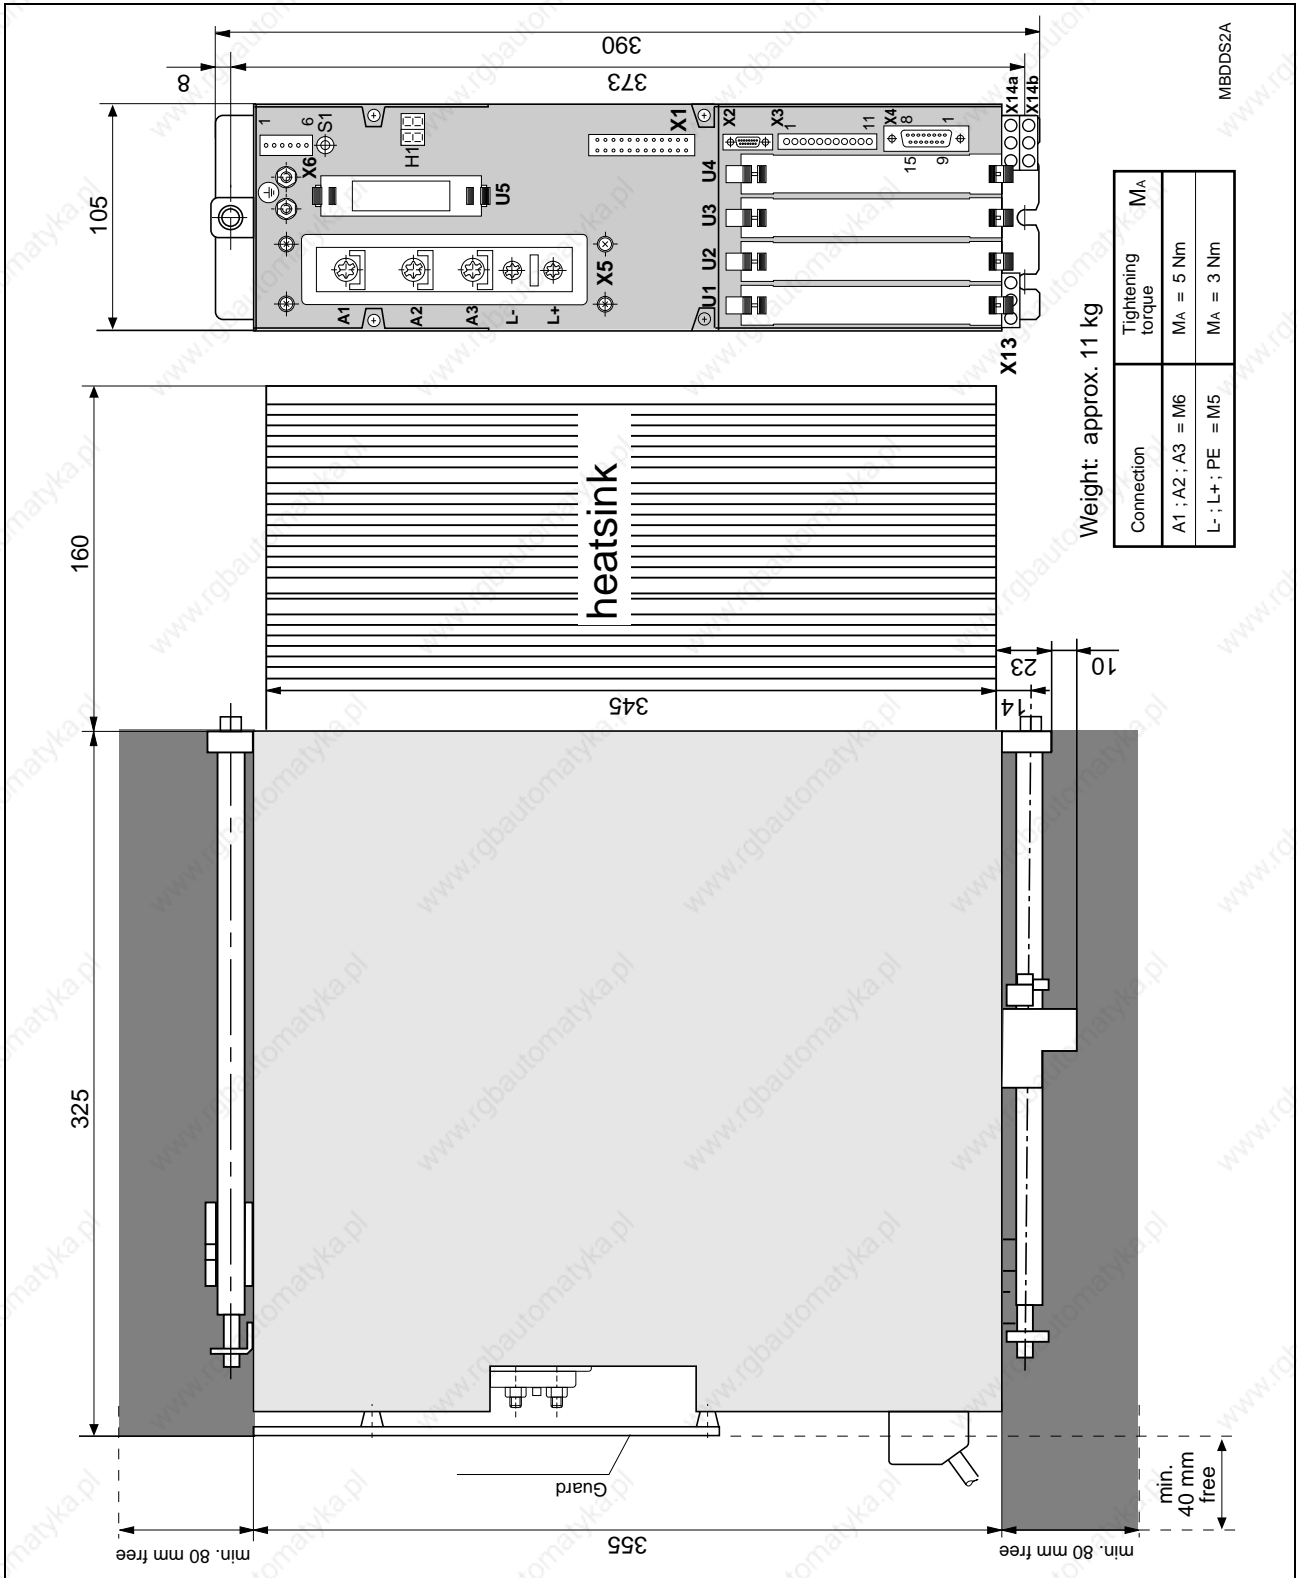 390
373
8
MBDDS2A
105
1
6
S1
X6
H1
U5
X1
X2
X3
1
11
X4
8
1
15
9
X14a
X14b
U4
U3
U2
U1
X5
A1
A2
A3
L-
L+
X13
160
heatsink
345
23
14
10
Weight: approx. 11 kg
Connection
Tightening torque MA
A1 ; A2 ; A3 = M6
MA = 5 Nm
L- ; L+ ; PE = M5
MA = 3 Nm
325
Guard
355
min. 80 mm free
min. 80 mm free
min.
40 mm
free
www.rgbautomatyka.pl